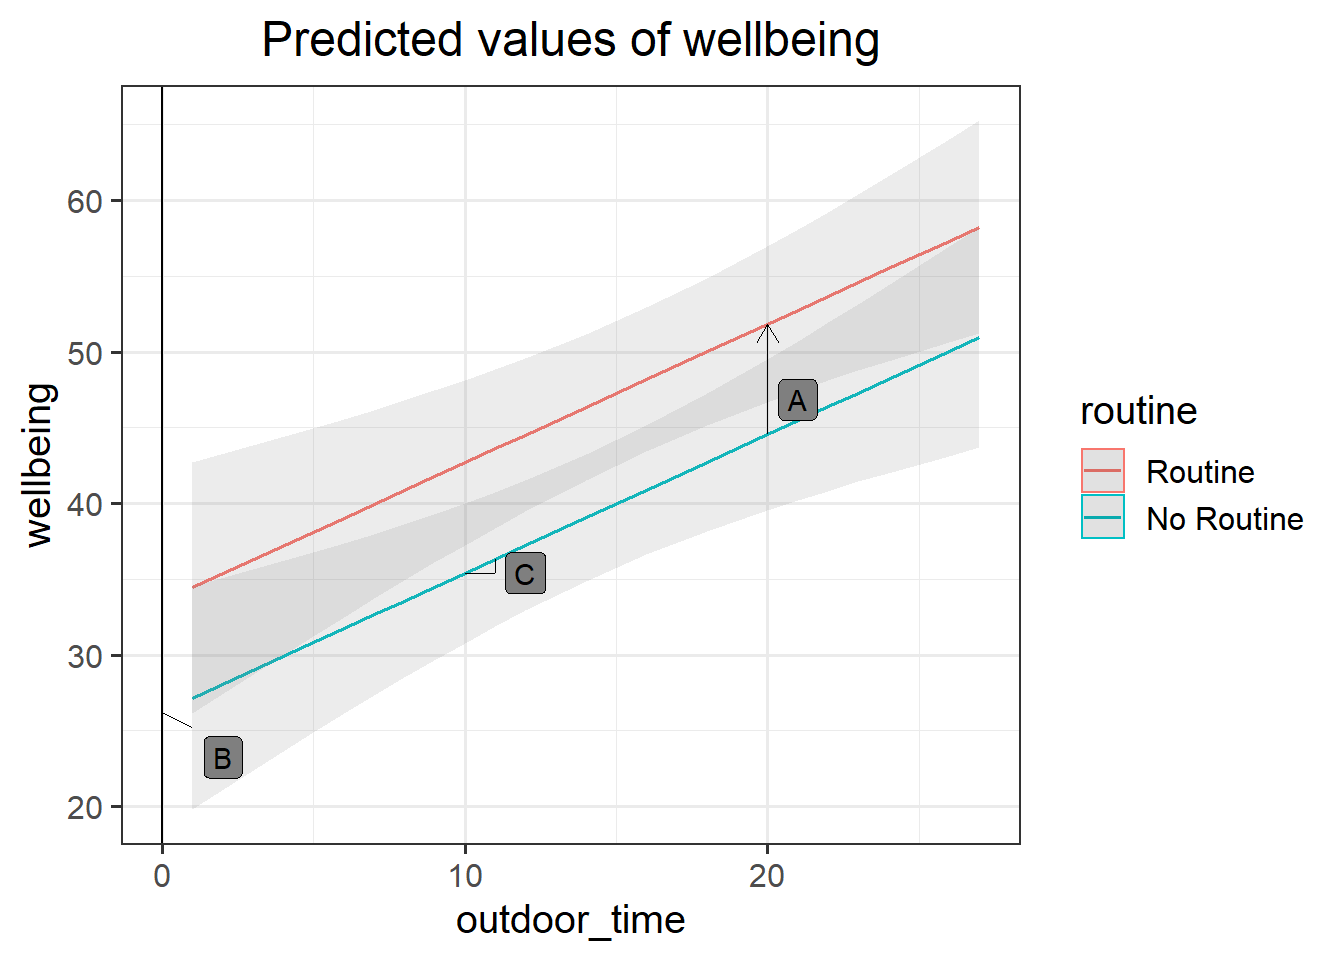 Predicted values of wellbeing
wellbeing
60
50
40
30
20
A
C
B
0 10 20
outdoor_time
routine
Routine
No Routine